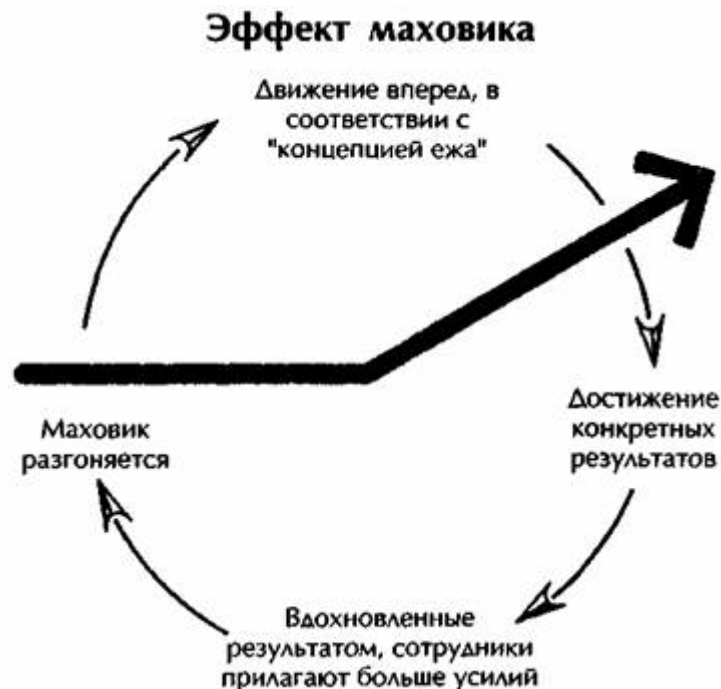 Эффект маховика
Движение вперед, в
соответствии с
"концепцией ежа"
Достижение
конкретных
результатов
Маховик
разгоняется
Вдохновленные
результатом, сотрудники
прилагают больше усилий